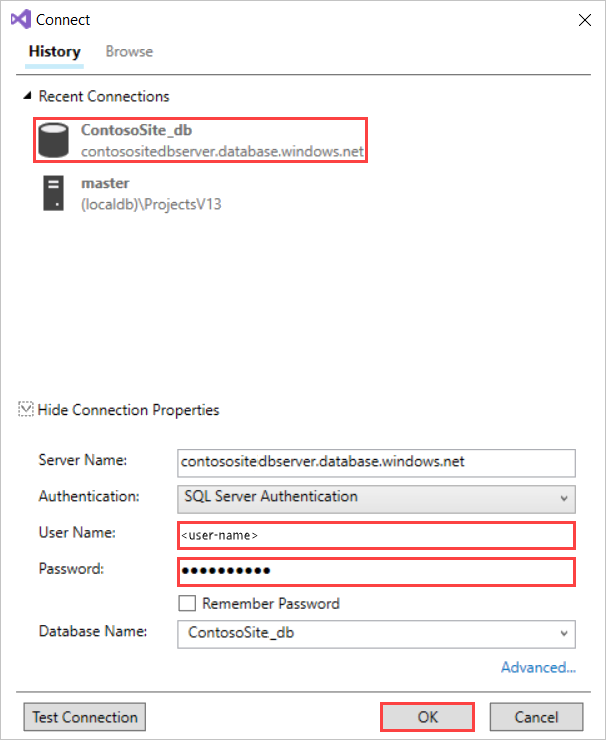 Connect
History Browse
Recent Connections
ContosoSite_db
contosositedbserver.database.windows.net
master
(localdb)\ProjectsV13
Hide Connection Properties
Server Name: contosositedbserver.database.windows.net
Authentication: SQL Server Authentication
User Name: <user-name>
Password: ●●●●●●●●●●
Remember Password
Database Name: ContosoSite_db
Advanced...
Test Connection OK Cancel